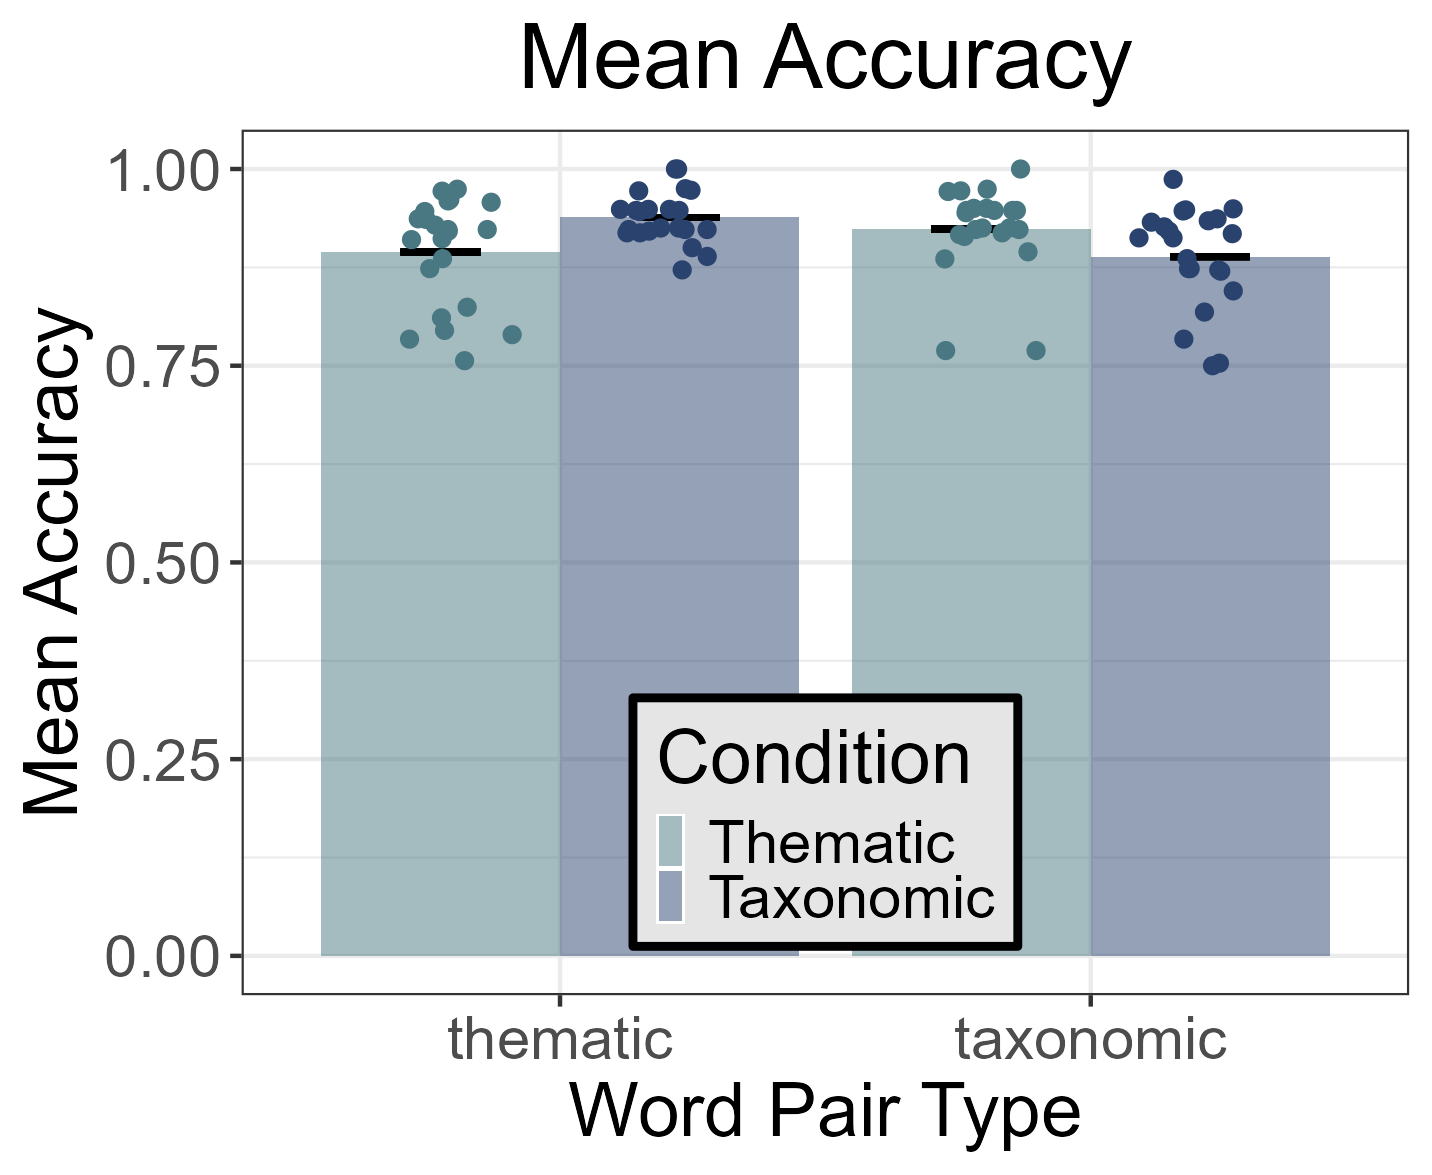 Mean Accuracy
Mean Accuracy
1.00
0.75
0.50
0.25
0.00
Condition
Thematic
Taxonomic
thematic
taxonomic
Word Pair Type